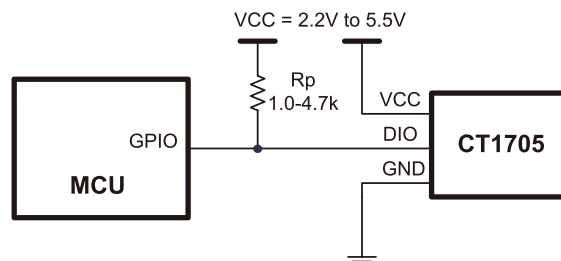 VCC = 2.2V to 5.5V
Rp
1.0-4.7k
VCC
GPIO
DIO
CT1705
GND
MCU